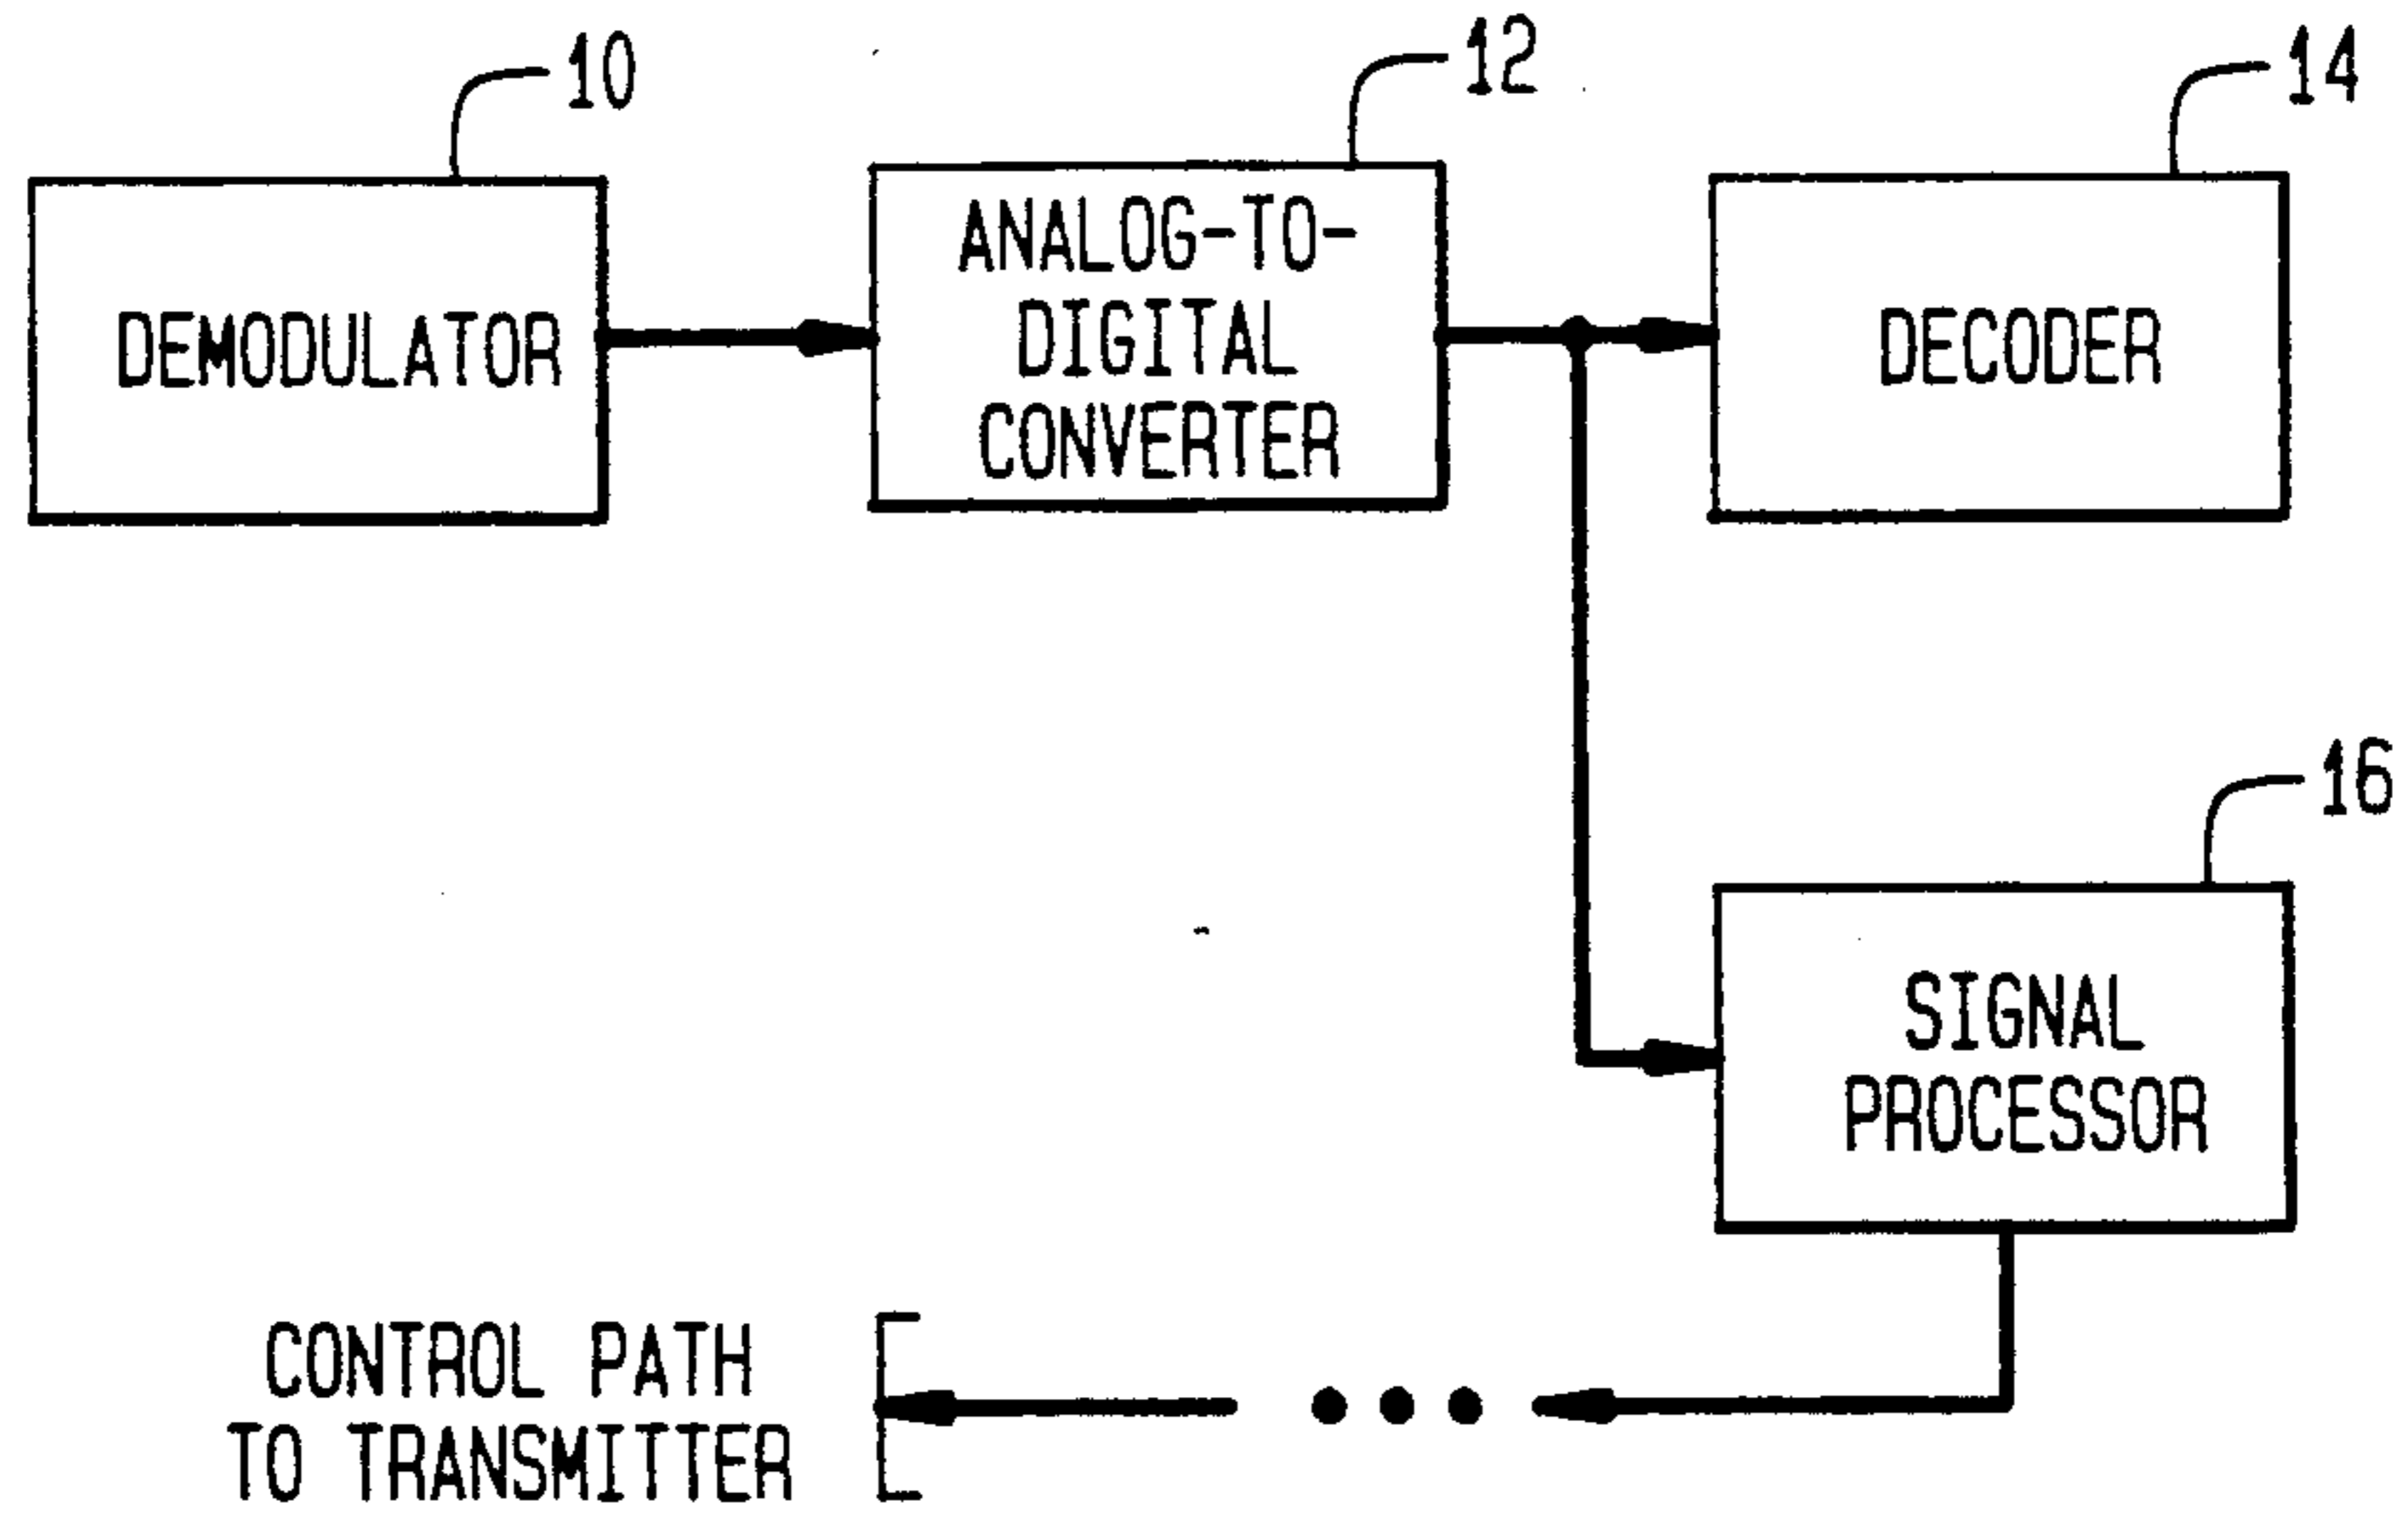 10
12
14
DEMODULATOR
ANALOG-TO-
DIGITAL
CONVERTER
DECODER
16
SIGNAL
PROCESSOR
CONTROL PATH
TO TRANSMITTER